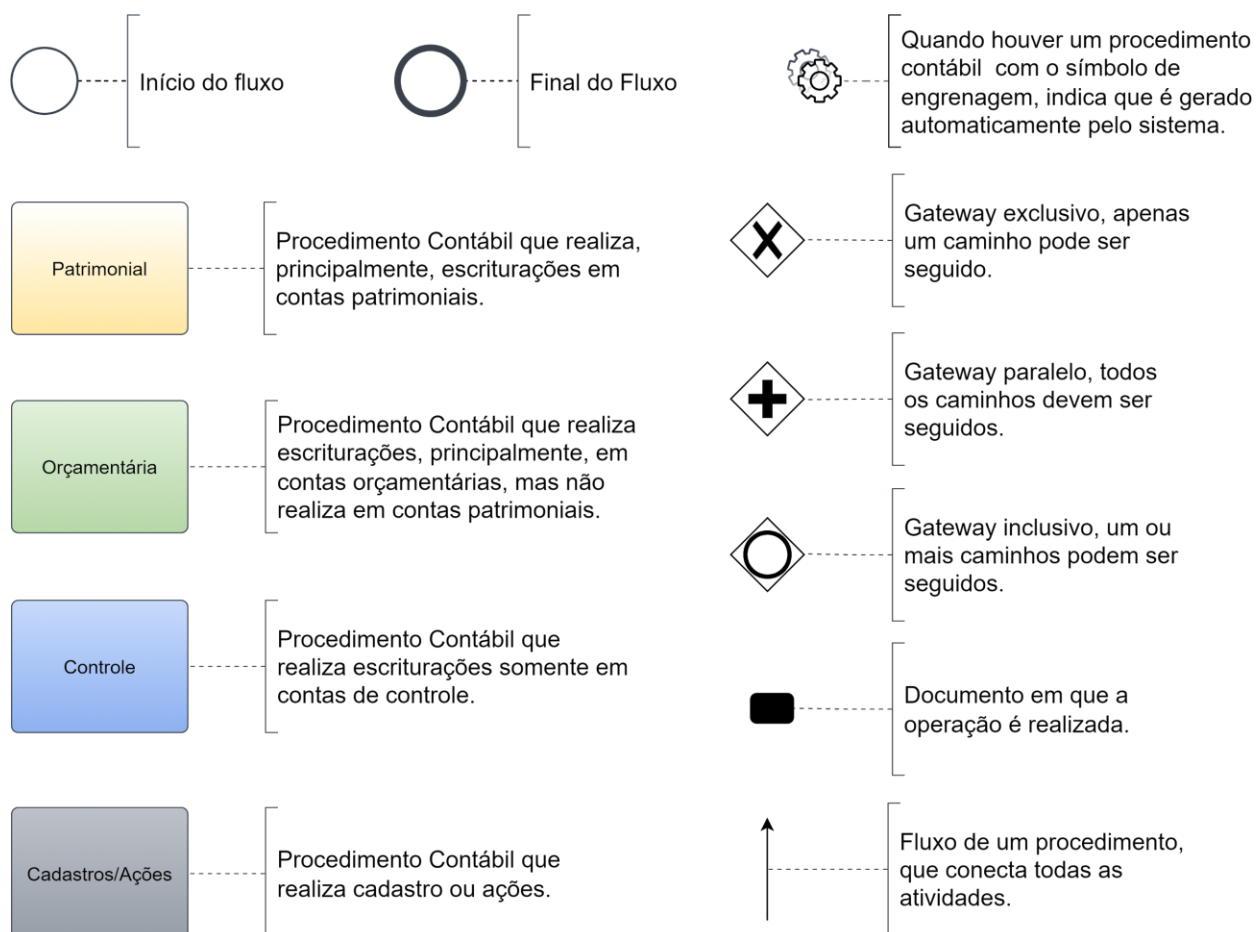 Início do fluxo
Final do Fluxo
Quando houver um procedimento
contábil com o símbolo de
engrenagem, indica que é gerado
automaticamente pelo sistema.
Patrimonial
Procedimento Contábil que realiza,
principalmente, escriturações em
contas patrimoniais.
Gateway exclusivo, apenas
um caminho pode ser
seguido.
Orçamentária
Procedimento Contábil que realiza
escriturações, principalmente, em
contas orçamentárias, mas não
realiza em contas patrimoniais.
Gateway paralelo, todos
os caminhos devem ser
seguidos.
Gateway inclusivo, um ou
mais caminhos podem ser
seguidos.
Controle
Procedimento Contábil que
realiza escriturações somente em
contas de controle.
Documento em que a
operação é realizada.
Cadastros/Ações
Procedimento Contábil que
realiza cadastro ou ações.
Fluxo de um procedimento,
que conecta todas as
atividades.